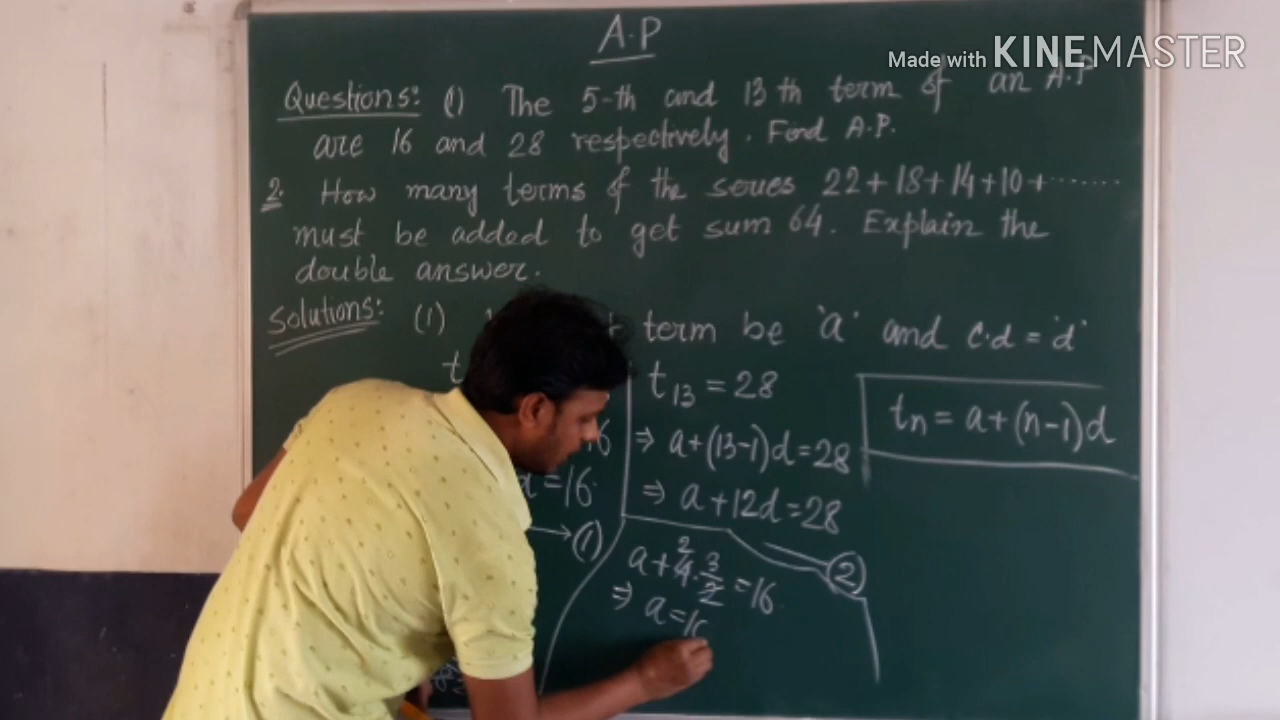 A.P
Made with KINEMASTER
Questions: (1) The 5-th and 13 th term of an A.P
are 16 and 28 respectively. Find A.P.
2. How many terms of the series 22+18+14+10+.......
must be added to get sum 64. Explain the
double answer.
Solutions: (1) term be 'a' and c.d = 'd'
t
16
=16
→(1)
t13 = 28
⇒ a+(13-1)d=28
⇒ a+12d=28
(2)
a+4.3/2=16
2
⇒ a=16
tn = a+(n-1)d